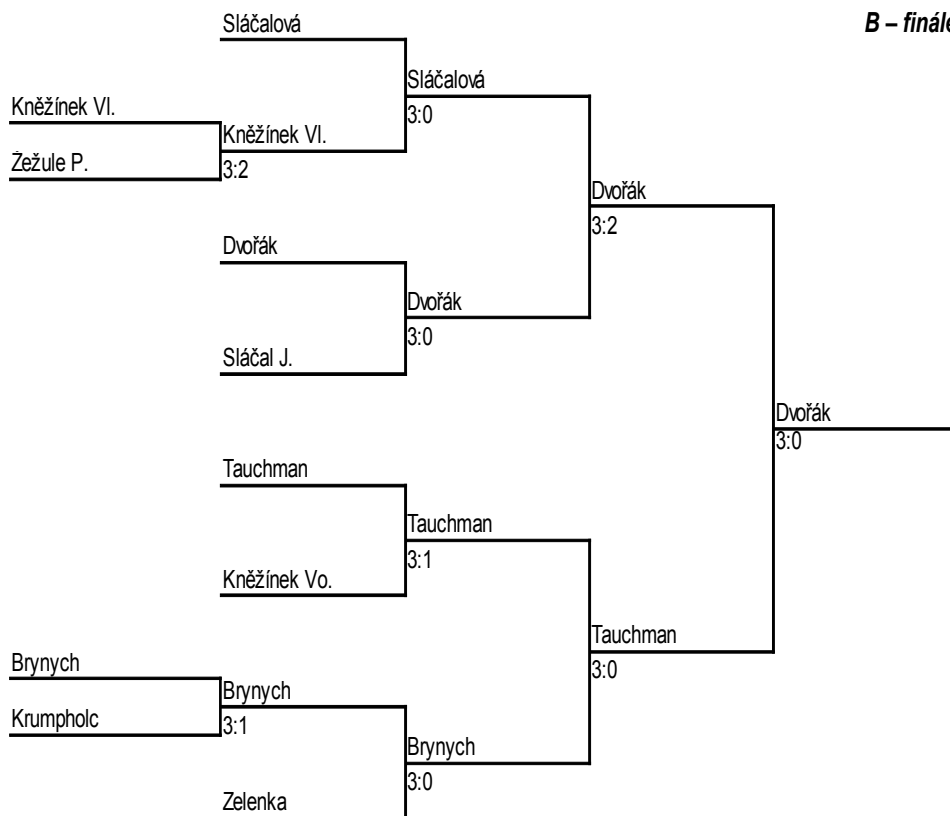 Sláčalová
B – finále
Sláčalová
3:0
Kněžínek Vl.
Kněžínek Vl.
Žežule P.
3:2
Dvořák
3:2
Dvořák
Dvořák
3:0
Sláčal J.
Dvořák
3:0
Tauchman
Tauchman
3:1
Kněžínek Vo.
Tauchman
3:0
Brynych
Brynych
Krumpholc
3:1
Brynych
3:0
Zelenka